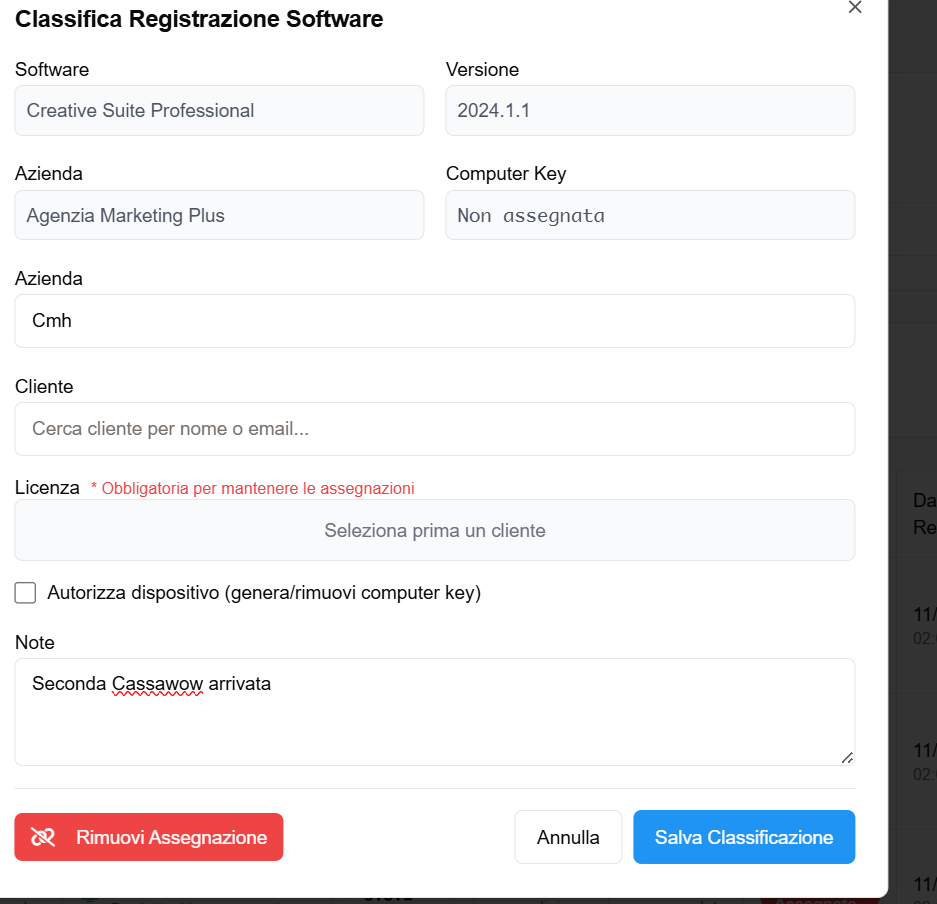 Classifica Registrazione Software
Software
Versione
Creative Suite Professional
2024.1.1
Azienda
Computer Key
Agenzia Marketing Plus
Non assegnata
Azienda
Cmh
Cliente
Cerca cliente per nome o email...
Licenza * Obbligatoria per mantenere le assegnazioni
Seleziona prima un cliente
Autorizza dispositivo (genera/rimuovi computer key)
Note
Seconda Cassawow arrivata
Rimuovi Assegnazione
Annulla
Salva Classificazione
Da
Re
11/
02:
11/
02:
11/